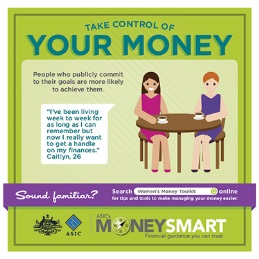 TAKE CONTROL OF
YOUR MONEY
People who publicly commit
to their goals are more likely
to achieve them.
"I've been living
week to week for
as long as I can
remember but
now I really want
to get a handle
on my finances."
Caitlyn, 26
Sound familiar?
Search Women's Money Toolkit online
for tips and tools to make managing your money easier.
ASIC
ASIC's
MONEYSMART
Financial guidance you can trust